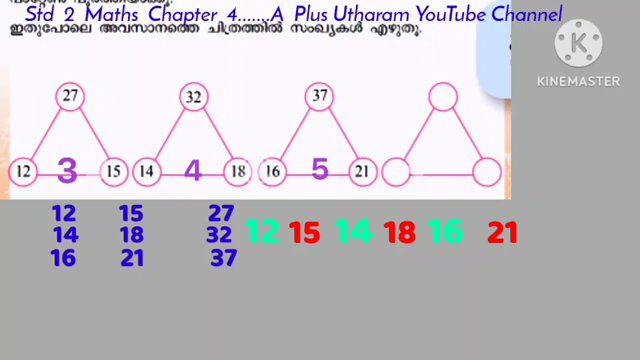 പാറ്റേൺ പൂർത്തിയാക്കൂ.
Std 2 Maths Chapter 4.......A Plus Utharam YouTube Channel
ഇതുപോലെ അവസാനത്തെ ചിത്രത്തിൽ സംഖ്യകൾ എഴുതൂ.
KINEMASTER
27 32 37
12 3 15 14 4 18 16 5 21
12 15 27
14 18 32
16 21 37
12 15 14 18 16 21